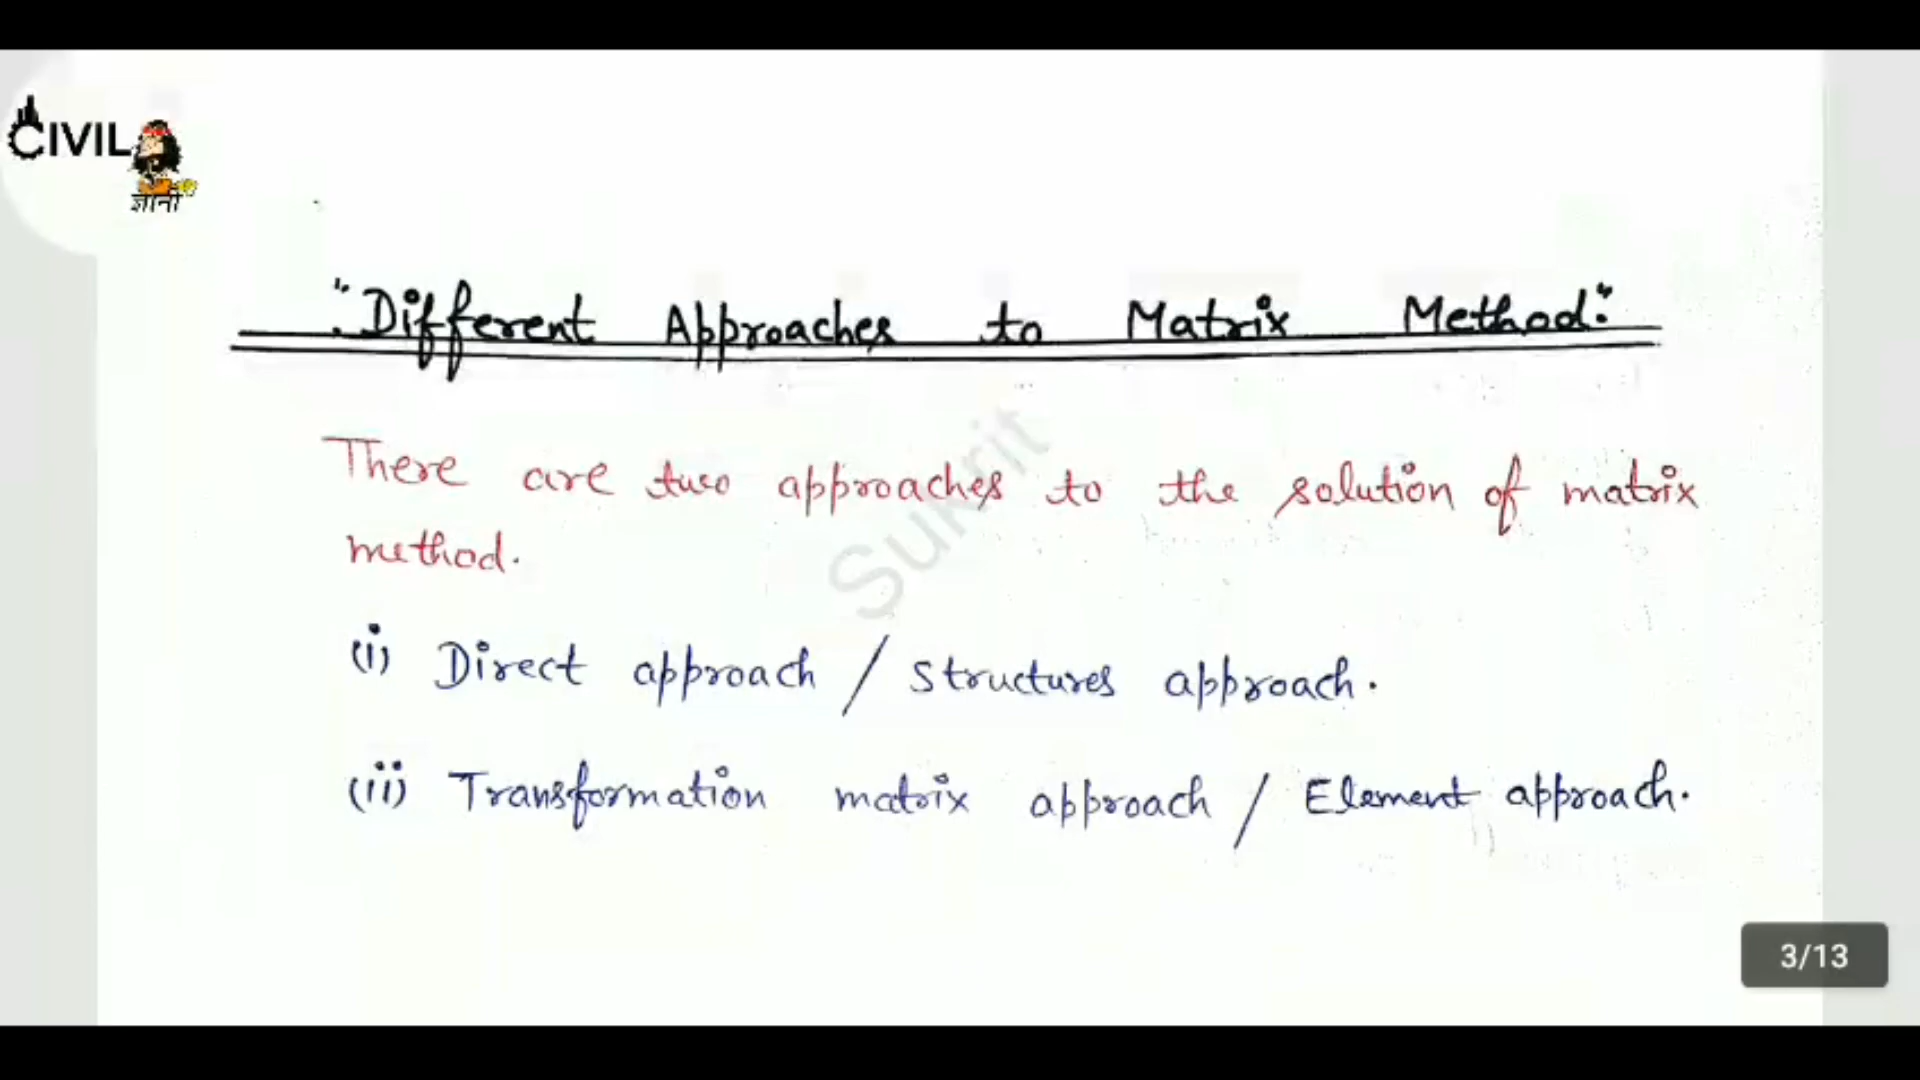 CIVIL
ज्ञानी
"Different Approaches to Matrix Method:"
There are two approaches to the solution of matrix
method.
(i) Direct approach / Structures approach.
(ii) Transformation matrix approach / Element approach.
Sukrit
3/13